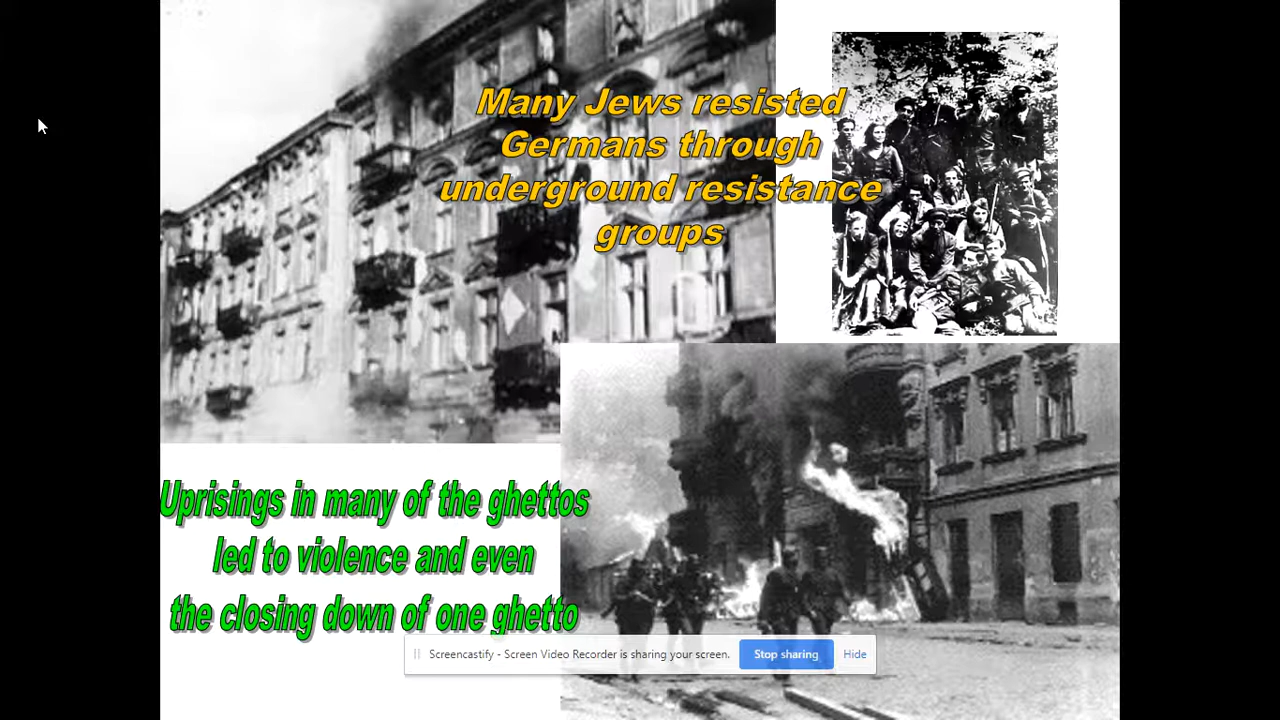 Many Jews resisted
Germans through
underground resistance
groups
Uprisings in many of the ghettos
led to violence and even
the closing down of one ghetto
Screencastify - Screen Video Recorder is sharing your screen. Stop sharing Hide